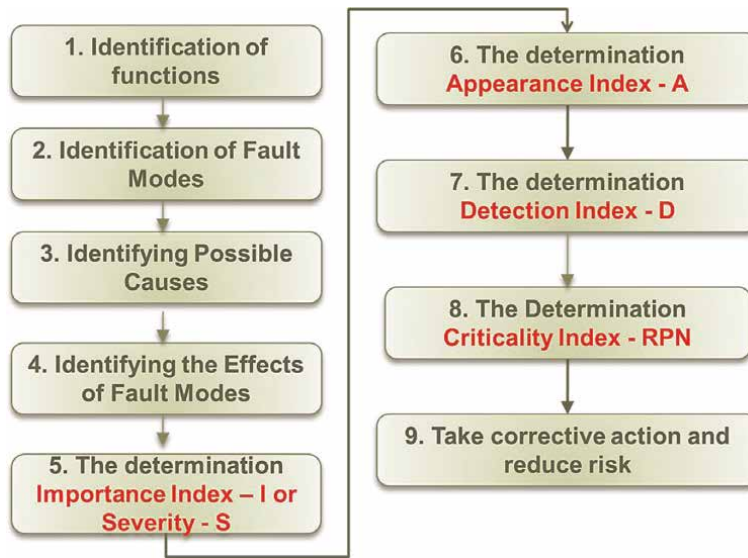 1. Identification of
functions
2. Identification of Fault
Modes
3. Identifying Possible
Causes
4. Identifying the Effects
of Fault Modes
5. The determination
Importance Index – I or
Severity - S
6. The determination
Appearance Index - A
7. The determination
Detection Index - D
8. The Determination
Criticality Index - RPN
9. Take corrective action and
reduce risk